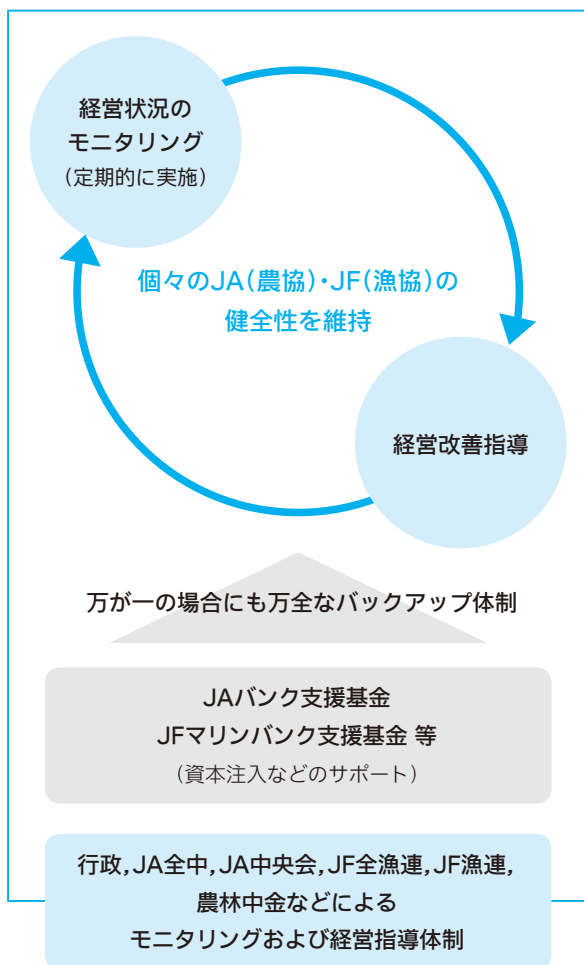 経営状況の
モニタリング
（定期的に実施）
個々のJA（農協）・JF（漁協）の
健全性を維持
経営改善指導
万が一の場合にも万全なバックアップ体制
JAバンク支援基金
JFマリンバンク支援基金 等
（資本注入などのサポート）
行政，JA全中，JA中央会，JF全漁連，JF漁連，
農林中金などによる
モニタリングおよび経営指導体制